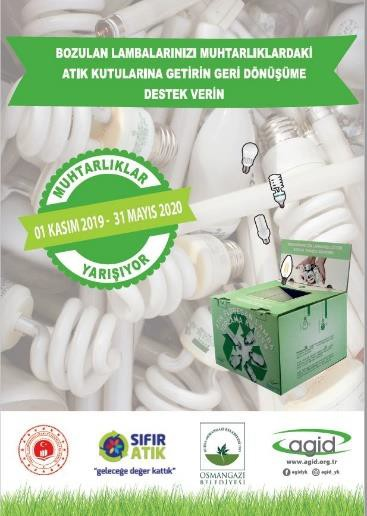 BOZULAN LAMBALARINIZI MUHTARLIKLARDAKİ
ATIK KUTULARINA GETİRİN GERİ DÖNÜŞÜME
DESTEK VERİN
MUHTARLIKLAR
01 KASIM 2019 - 31 MAYIS 2020
YARIŞIYOR
SIFIR
ATIK
"geleceğe değer kattık"
OSMANGAZİ
BELEDİYESİ
agid
www.agid.org.tr
agidyk agid_yk